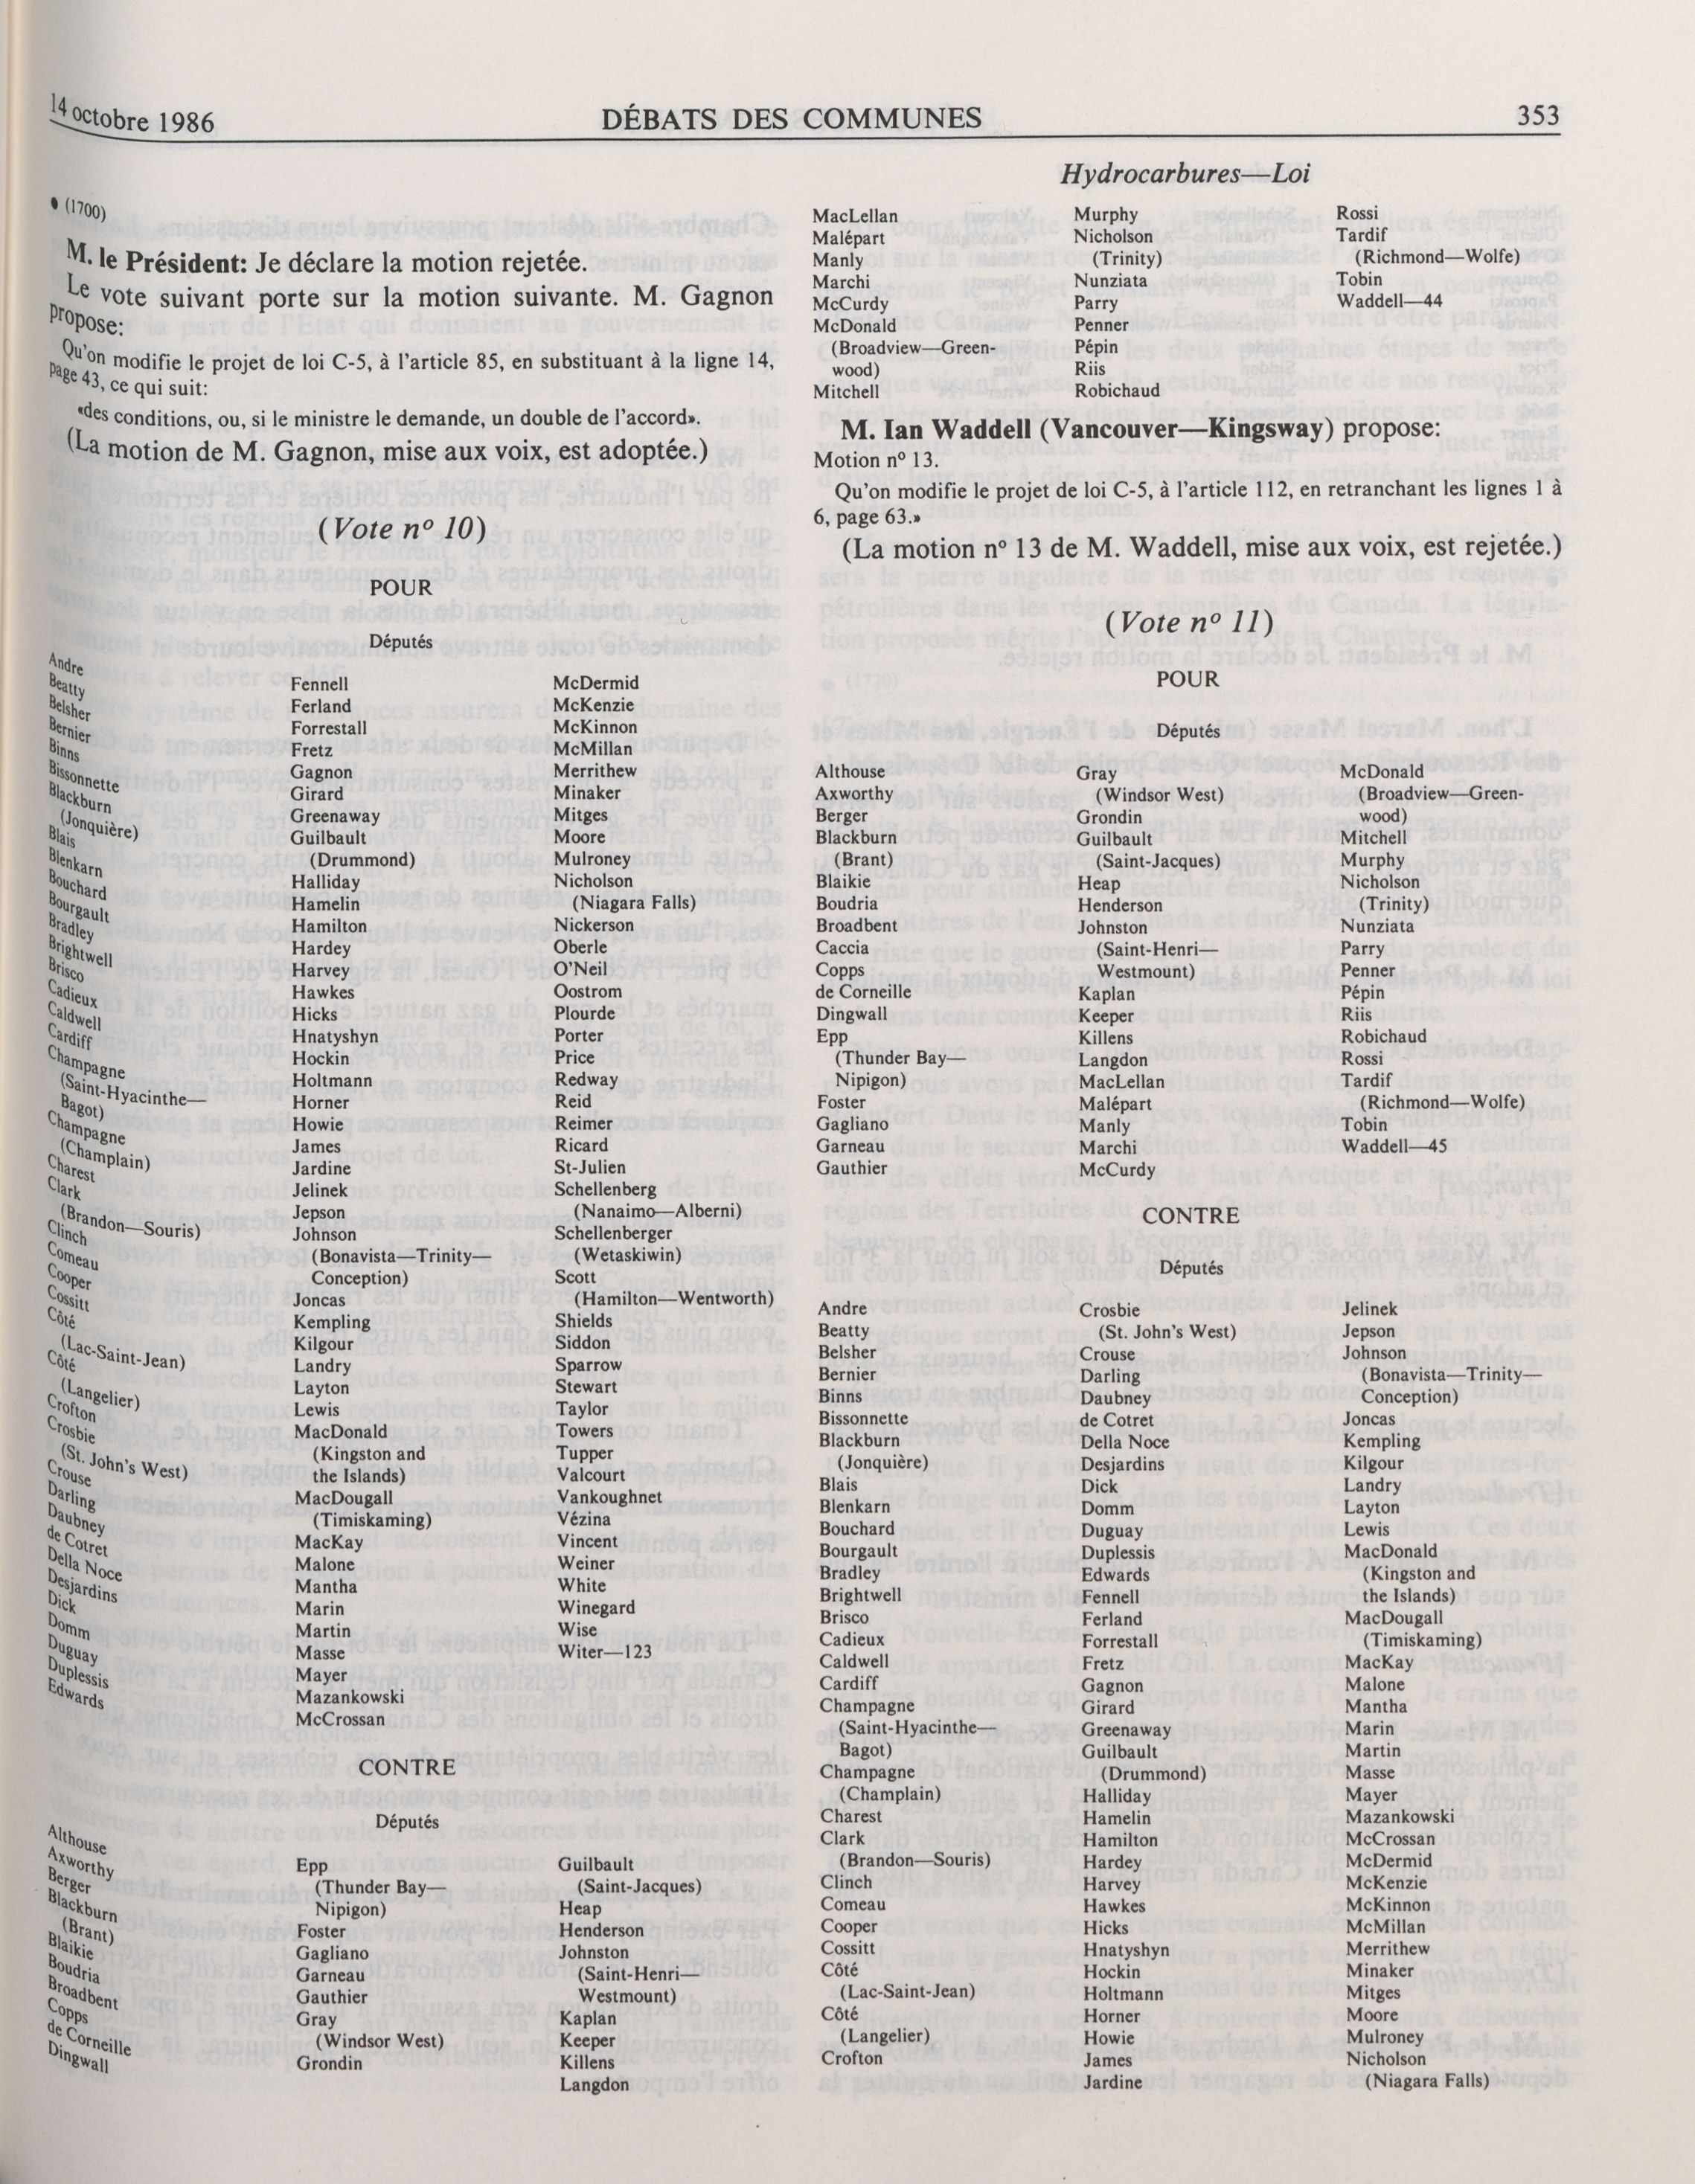 14 octobre 1986
DÉBATS DES COMMUNES
353
Hydrocarbures—Loi
• (1700)
M. le Président: Je déclare la motion rejetée.
Le vote suivant porte sur la motion suivante. M. Gagnon
propose:
Qu'on modifie le projet de loi C-5, à l'article 85, en substituant à la ligne 14,
page 43, ce qui suit:
«des conditions, ou, si le ministre le demande, un double de l'accord».
(La motion de M. Gagnon, mise aux voix, est adoptée.)
(Vote nº 10)
POUR
Députés
Andre
Beatty
Belsher
Bernier
Binns
Bissonnette
Blackburn
(Jonquière)
Blais
Blenkarn
Bouchard
Bourgault
Bradley
Brightwell
Brisco
Cadieux
Caldwell
Cardiff
Champagne
(Saint-Hyacinthe—
Bagot)
Champagne
(Champlain)
Charest
Clark
(Brandon—Souris)
Clinch
Comeau
Cooper
Cossitt
Côté
(Lac-Saint-Jean)
Côté
(Langelier)
Crofton
Crosbie
(St. John's West)
Crouse
Darling
Daubney
de Cotret
Della Noce
Desjardins
Dick
Domm
Duguay
Duplessis
Edwards
Fennell
Ferland
Forrestall
Fretz
Gagnon
Girard
Greenaway
Guilbault
(Drummond)
Halliday
Hamelin
Hamilton
Hardey
Harvey
Hawkes
Hicks
Hnatyshyn
Hockin
Holtmann
Horner
Howie
James
Jardine
Jelinek
Jepson
Johnson
(Bonavista—Trinity—
Conception)
Joncas
Kempling
Kilgour
Landry
Layton
Lewis
MacDonald
(Kingston and
the Islands)
MacDougall
(Timiskaming)
MacKay
Malone
Mantha
Marin
Martin
Masse
Mayer
Mazankowski
McCrossan
McDermid
McKenzie
McKinnon
McMillan
Merrithew
Minaker
Mitges
Moore
Mulroney
Nicholson
(Niagara Falls)
Nickerson
Oberle
O'Neil
Oostrom
Plourde
Porter
Price
Redway
Reid
Reimer
Ricard
St-Julien
Schellenberg
(Nanaimo—Alberni)
Schellenberger
(Wetaskiwin)
Scott
(Hamilton—Wentworth)
Shields
Siddon
Sparrow
Stewart
Taylor
Towers
Tupper
Valcourt
Vankoughnet
Vézina
Vincent
Weiner
White
Winegard
Wise
Witer—123
CONTRE
Députés
Althouse
Axworthy
Berger
Blackburn
(Brant)
Blaikie
Boudria
Broadbent
Copps
de Corneille
Dingwall
Epp
(Thunder Bay—
Nipigon)
Foster
Gagliano
Garneau
Gauthier
Gray
(Windsor West)
Grondin
Guilbault
(Saint-Jacques)
Heap
Henderson
Johnston
(Saint-Henri—
Westmount)
Kaplan
Keeper
Killens
Langdon
MacLellan
Malépart
Manly
Marchi
McCurdy
McDonald
(Broadview—Green-
wood)
Mitchell
Murphy
Nicholson
(Trinity)
Nunziata
Parry
Penner
Pépin
Riis
Robichaud
Rossi
Tardif
(Richmond—Wolfe)
Tobin
Waddell—44
M. Ian Waddell (Vancouver—Kingsway) propose:
Motion nº 13.
Qu'on modifie le projet de loi C-5, à l'article 112, en retranchant les lignes 1 à
6, page 63.»
(La motion nº 13 de M. Waddell, mise aux voix, est rejetée.)
(Vote nº 11)
POUR
Députés
Althouse
Axworthy
Berger
Blackburn
(Brant)
Blaikie
Boudria
Broadbent
Caccia
Copps
de Corneille
Dingwall
Epp
(Thunder Bay—
Nipigon)
Foster
Gagliano
Garneau
Gauthier
Gray
(Windsor West)
Grondin
Guilbault
(Saint-Jacques)
Heap
Henderson
Johnston
(Saint-Henri—
Westmount)
Kaplan
Keeper
Killens
Langdon
MacLellan
Malépart
Manly
Marchi
McCurdy
McDonald
(Broadview—Green-
wood)
Mitchell
Murphy
Nicholson
(Trinity)
Nunziata
Parry
Penner
Pépin
Riis
Robichaud
Rossi
Tardif
(Richmond—Wolfe)
Tobin
Waddell—45
CONTRE
Députés
Andre
Beatty
Belsher
Bernier
Binns
Bissonnette
Blackburn
(Jonquière)
Blais
Blenkarn
Bouchard
Bourgault
Bradley
Brightwell
Brisco
Cadieux
Caldwell
Cardiff
Champagne
(Saint-Hyacinthe—
Bagot)
Champagne
(Champlain)
Charest
Clark
(Brandon—Souris)
Clinch
Comeau
Cooper
Cossitt
Côté
(Lac-Saint-Jean)
Côté
(Langelier)
Crofton
Crosbie
(St. John's West)
Crouse
Darling
Daubney
de Cotret
Della Noce
Desjardins
Dick
Domm
Duguay
Duplessis
Edwards
Fennell
Ferland
Forrestall
Fretz
Gagnon
Girard
Greenaway
Guilbault
(Drummond)
Halliday
Hamelin
Hamilton
Hardey
Harvey
Hawkes
Hicks
Hnatyshyn
Hockin
Holtmann
Horner
Howie
James
Jardine
Jelinek
Jepson
Johnson
(Bonavista—Trinity—
Conception)
Joncas
Kempling
Kilgour
Landry
Layton
Lewis
MacDonald
(Kingston and
the Islands)
MacDougall
(Timiskaming)
MacKay
Malone
Mantha
Marin
Martin
Masse
Mayer
Mazankowski
McCrossan
McDermid
McKenzie
McKinnon
McMillan
Merrithew
Minaker
Mitges
Moore
Mulroney
Nicholson
(Niagara Falls)